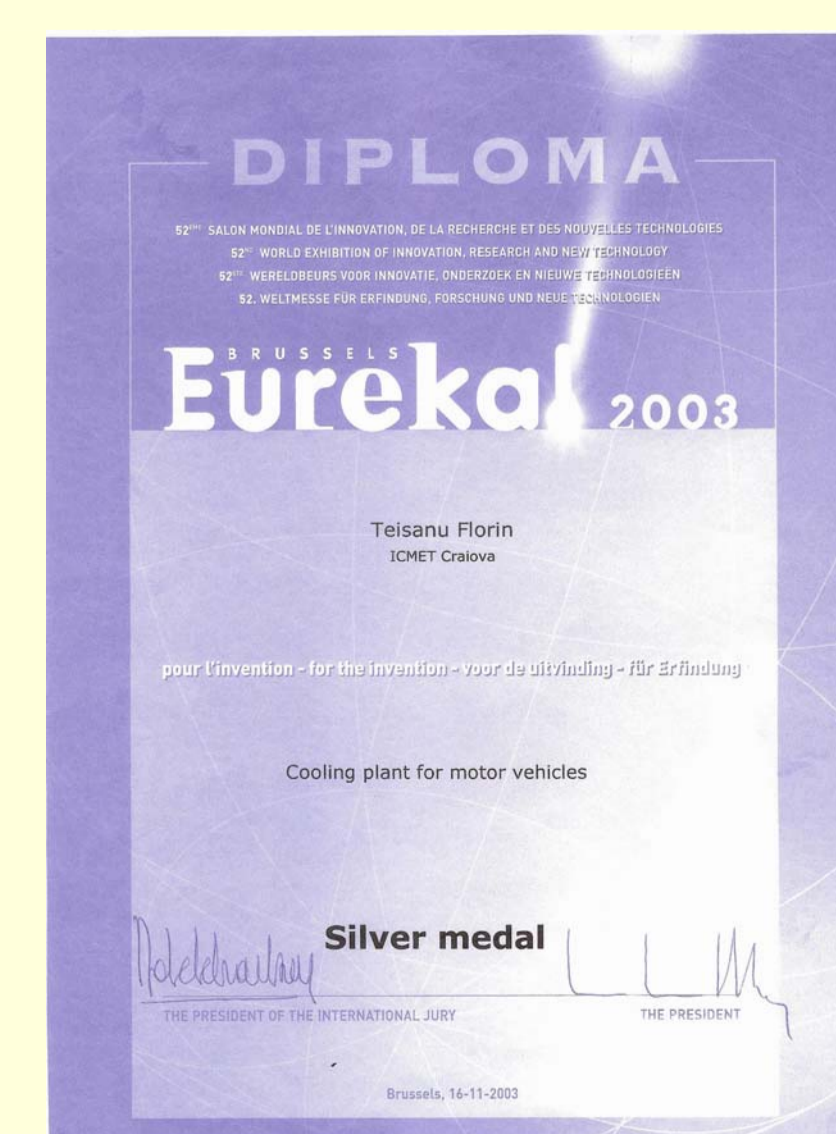 DIPLOMA
52ÈME SALON MONDIAL DE L'INNOVATION, DE LA RECHERCHE ET DES NOUVELLES TECHNOLOGIES
52ND WORLD EXHIBITION OF INNOVATION, RESEARCH AND NEW TECHNOLOGY
52STE WERELDBEURS VOOR INNOVATIE, ONDERZOEK EN NIEUWE TECHNOLOGIEËN
52. WELTMESSE FÜR ERFINDUNG, FORSCHUNG UND NEUE TECHNOLOGIEN
BRUSSELS
Eureka! 2003
Teisanu Florin
ICMET Craiova
pour l'invention - for the invention - voor de uitvinding - für Erfindung
Cooling plant for motor vehicles
Silver medal
THE PRESIDENT OF THE INTERNATIONAL JURY THE PRESIDENT
Brussels, 16-11-2003